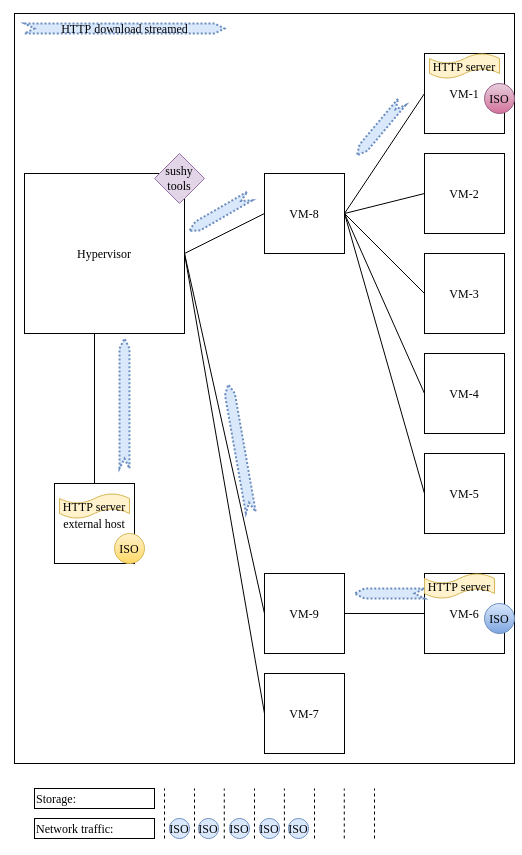 HTTP download streamed
HTTP server
VM-1
ISO
sushy
tools
VM-2
VM-8
Hypervisor
VM-3
VM-4
VM-5
HTTP server
external host
ISO
HTTP server
VM-9
VM-6
ISO
VM-7
Storage:
Network traffic:
ISO
ISO
ISO
ISO
ISO